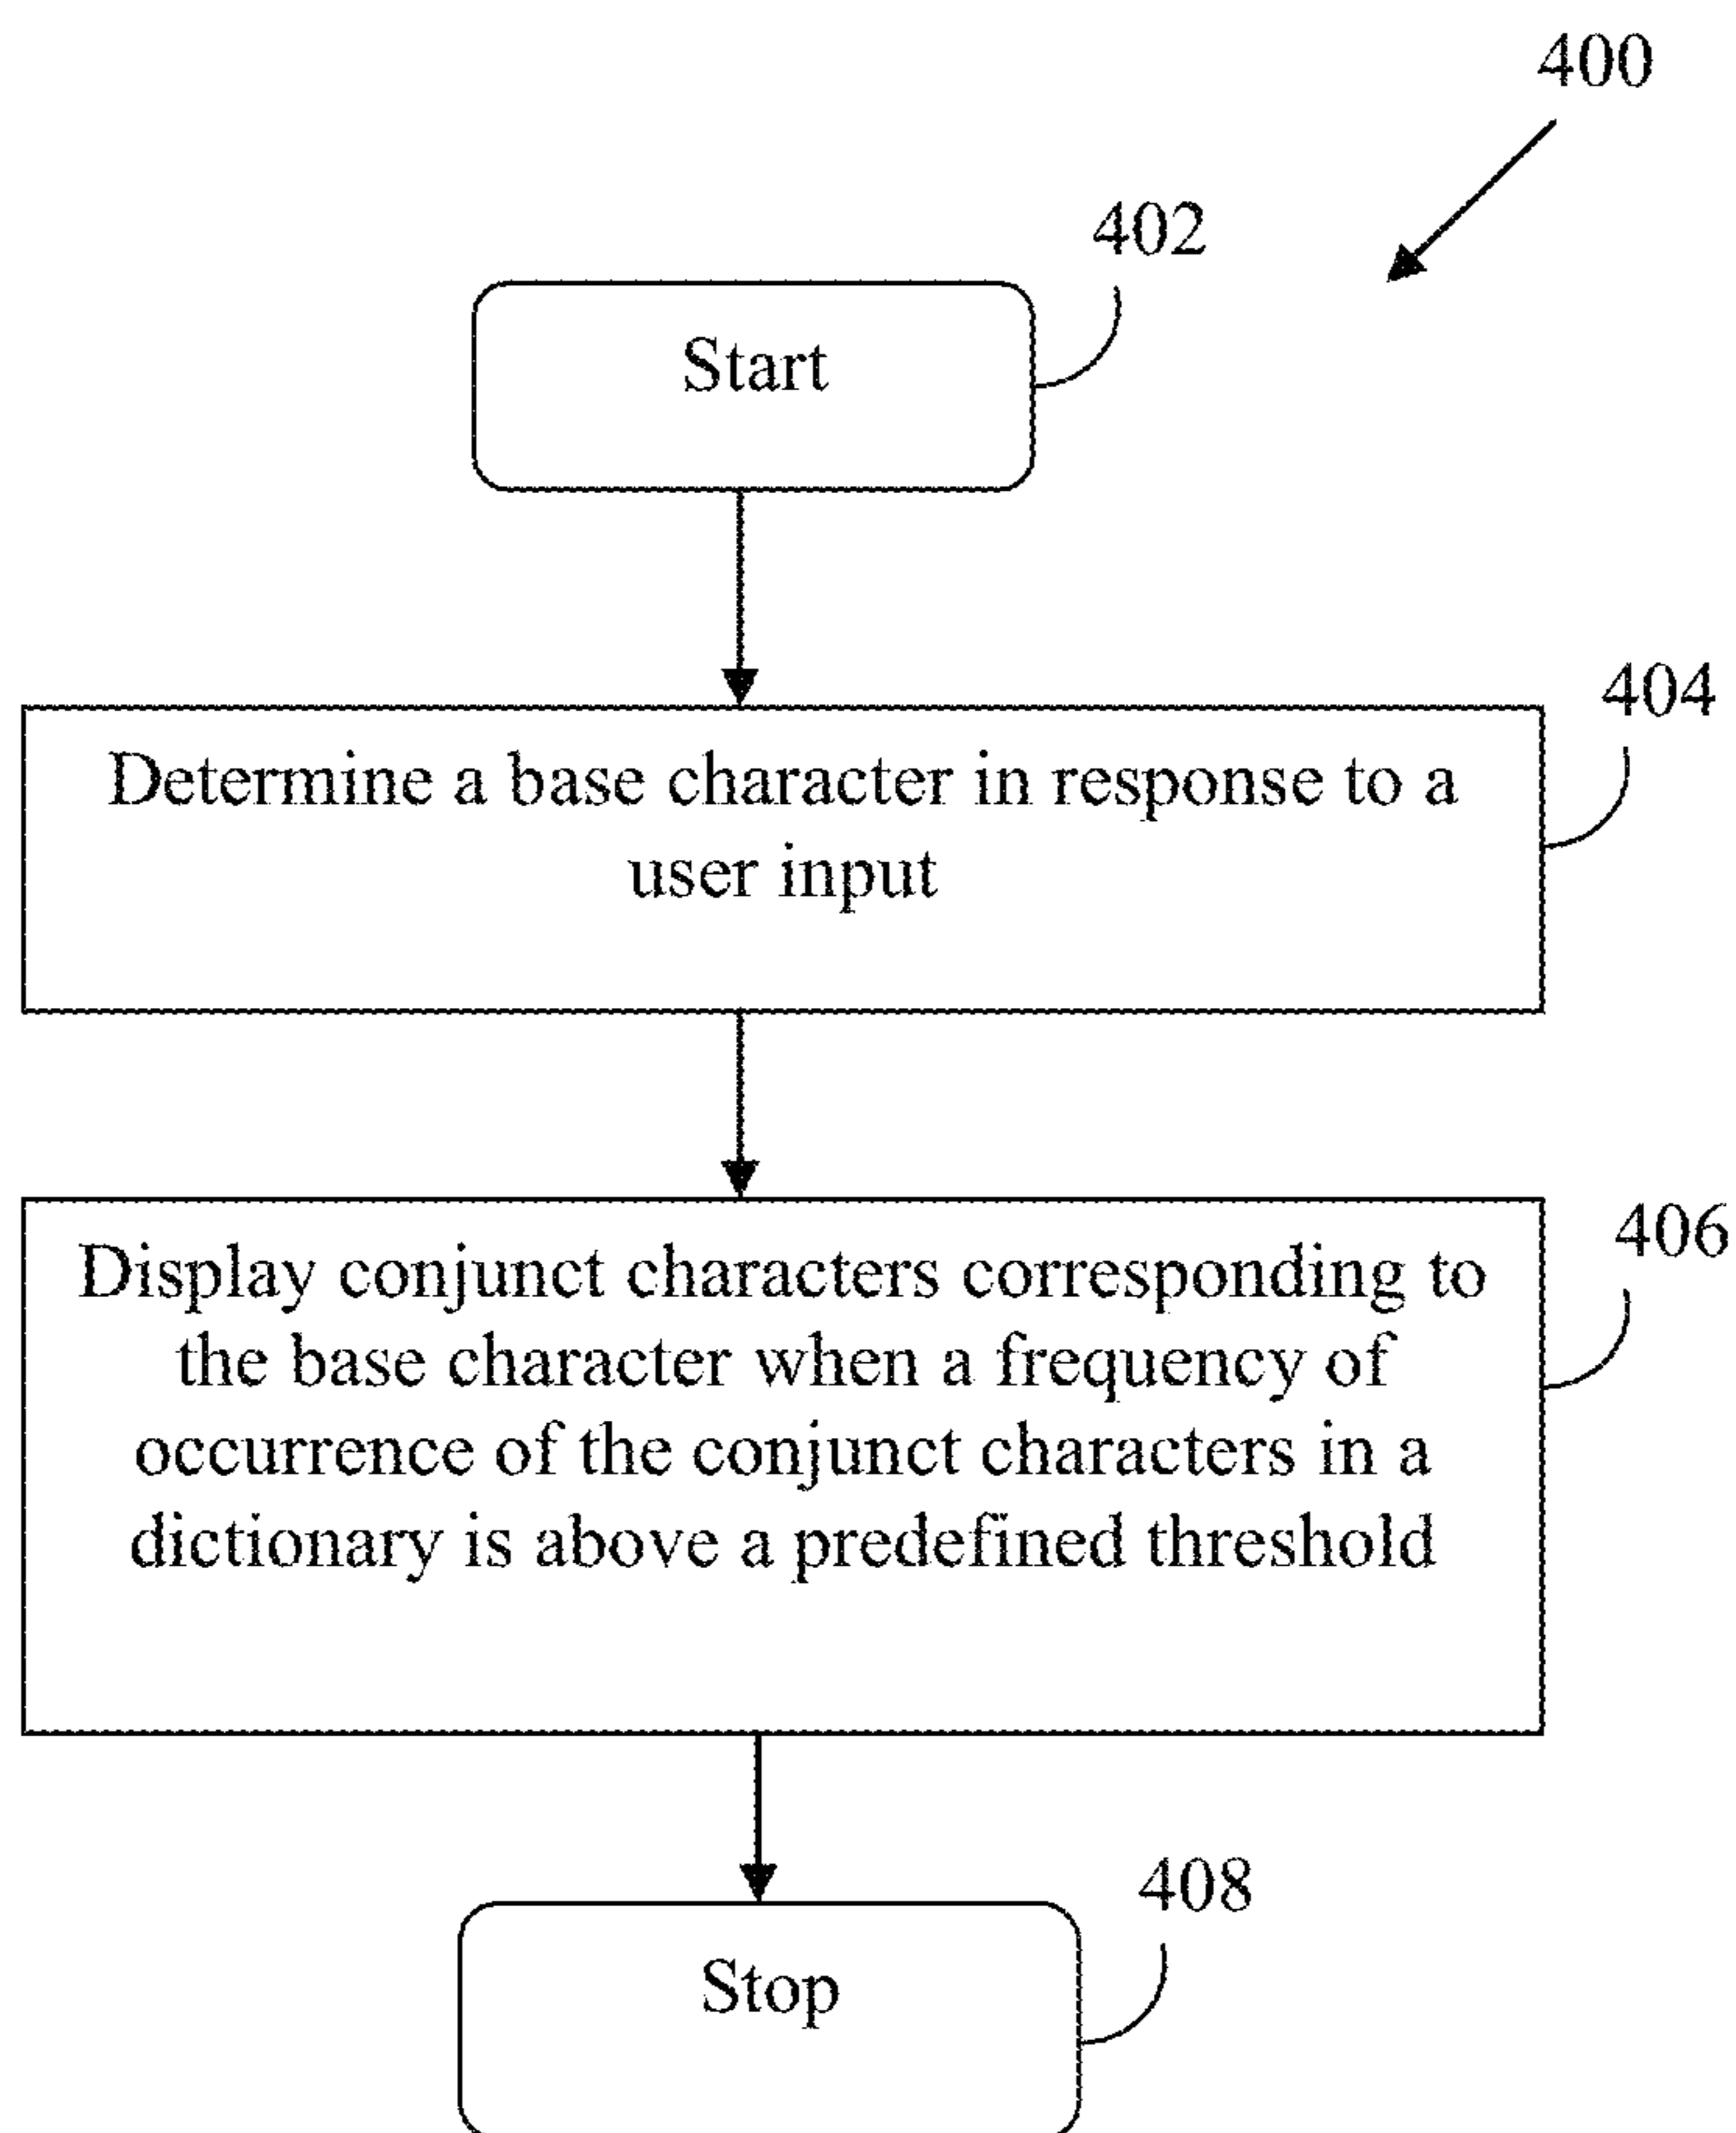 400
402
Start
404
Determine a base character in response to a
user input
406
Display conjunct characters corresponding to
the base character when a frequency of
occurrence of the conjunct characters in a
dictionary is above a predefined threshold
408
Stop